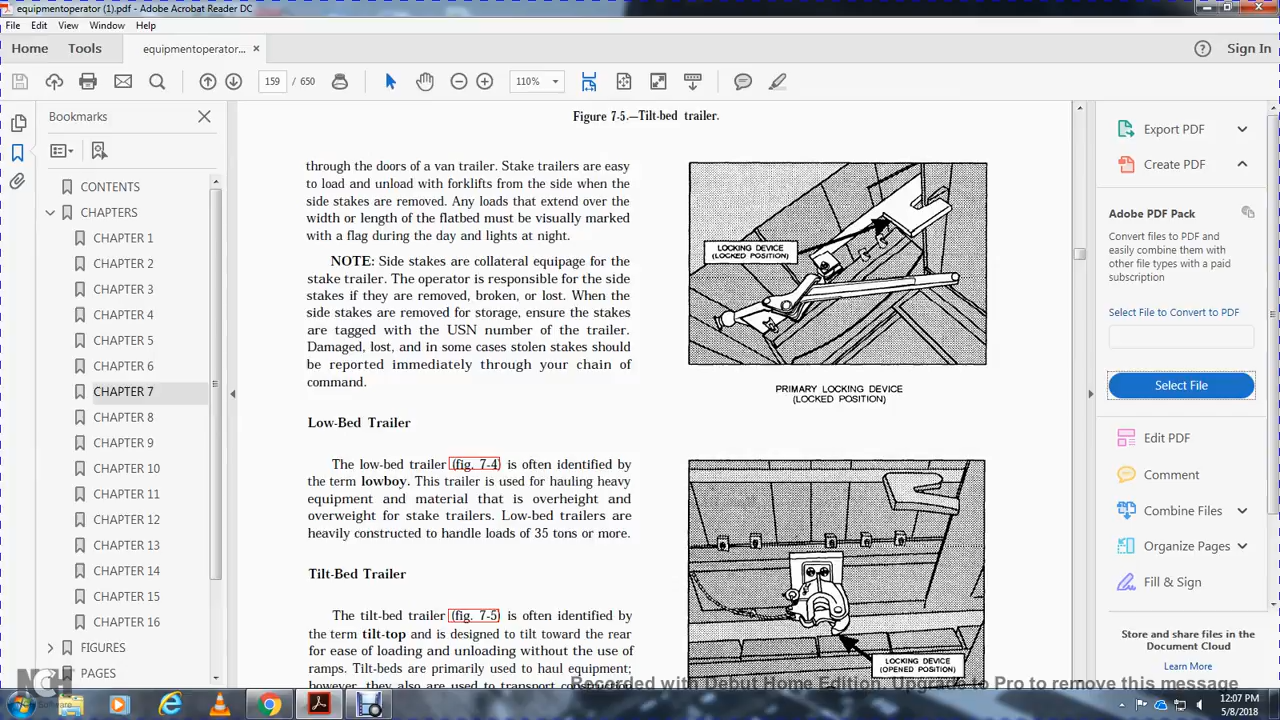 equipmentoperator (1).pdf - Adobe Acrobat Reader DC
File Edit View Window Help
Home Tools equipmentoperator... × ? Sign In
159 / 650 110%
Bookmarks
CONTENTS
CHAPTERS
CHAPTER 1
CHAPTER 2
CHAPTER 3
CHAPTER 4
CHAPTER 5
CHAPTER 6
CHAPTER 7
CHAPTER 8
CHAPTER 9
CHAPTER 10
CHAPTER 11
CHAPTER 12
CHAPTER 13
CHAPTER 14
CHAPTER 15
CHAPTER 16
FIGURES
PAGES
Figure 7-5.—Tilt-bed trailer.
through the doors of a van trailer. Stake trailers are easy
to load and unload with forklifts from the side when the
side stakes are removed. Any loads that extend over the
width or length of the flatbed must be visually marked
with a flag during the day and lights at night.
NOTE: Side stakes are collateral equipage for the
stake trailer. The operator is responsible for the side
stakes if they are removed, broken, or lost. When the
side stakes are removed for storage, ensure the stakes
are tagged with the USN number of the trailer.
Damaged, lost, and in some cases stolen stakes should
be reported immediately through your chain of
command.
Low-Bed Trailer
The low-bed trailer (fig. 7-4) is often identified by
the term lowboy. This trailer is used for hauling heavy
equipment and material that is overheight and
overweight for state trailers. Low-bed trailers are
heavily constructed to handle loads of 35 tons or more.
Tilt-Bed Trailer
The tilt-bed trailer (fig. 7-5) is often identified by
the term tilt-top and is designed to tilt toward the rear
for ease of loading and unloading without the use of
ramps. Tilt-beds are primarily used to haul equipment;
however, they also are used to transport construction
LOCKING DEVICE
(LOCKED POSITION)
PRIMARY LOCKING DEVICE
(LOCKED POSITION)
LOCKING DEVICE
(OPENED POSITION)
Export PDF
Create PDF
Adobe PDF Pack
Convert files to PDF and
easily combine them with
other file types with a paid
subscription
Select File to Convert to PDF
Select File
Edit PDF
Comment
Combine Files
Organize Pages
Fill & Sign
Store and share files in the
Document Cloud
Learn More
NCH
Software
Recorded with Debut Home Edition. Upgrade to Pro to remove this message
12:07 PM
5/8/2018